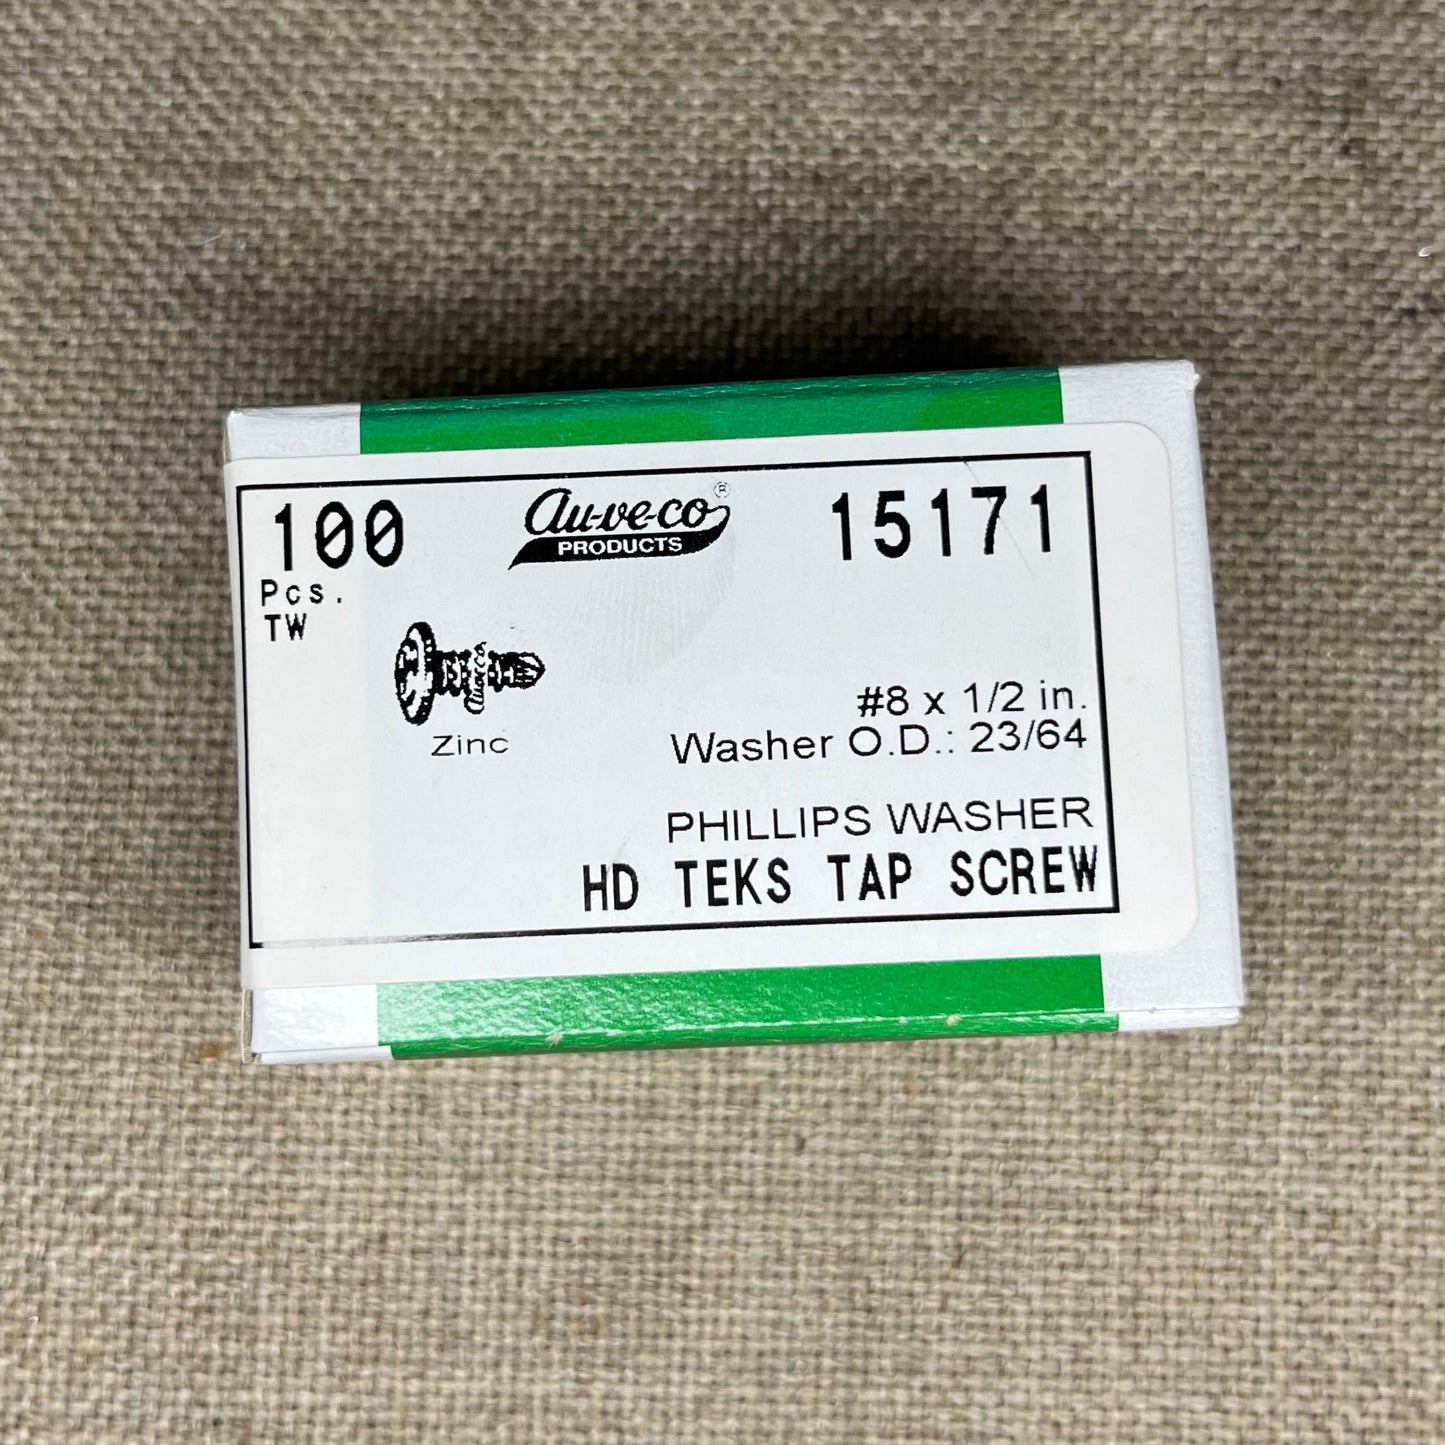 100
Pcs.
TW
au-ve-co®
PRODUCTS
15171
auveco
Zinc
#8 x 1/2 in.
Washer O.D.: 23/64
PHILLIPS WASHER
HD TEKS TAP SCREW